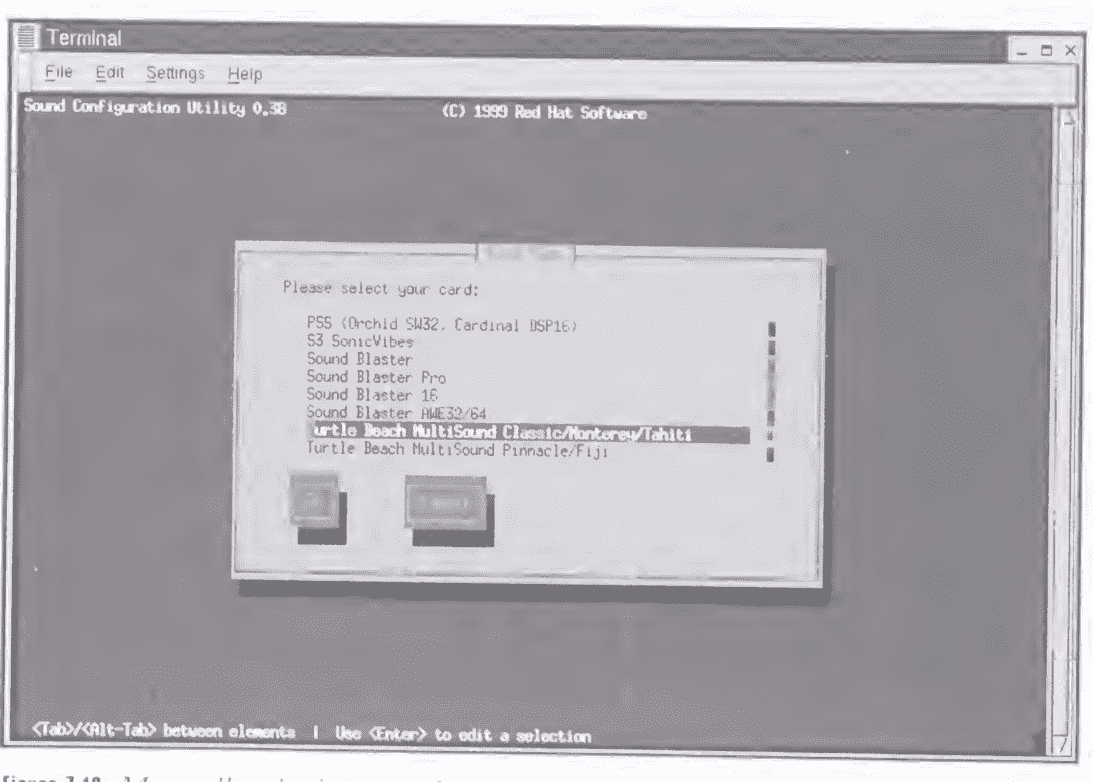 Terminal
File Edit Settings Help
Sound Configuration Utility 0.38 (C) 1999 Red Hat Software
Please select your card:
PSS (Orchid SW32, Cardinal DSP16)
S3 SonicVibes
Sound Blaster
Sound Blaster Pro
Sound Blaster 16
Sound Blaster AWE32/64
Turtle Beach MultiSound Classic/Monterey/Tahiti
Turtle Beach MultiSound Pinnacle/Fiji
<Tab>/<Alt-Tab> between elements | Use <Enter> to edit a selection